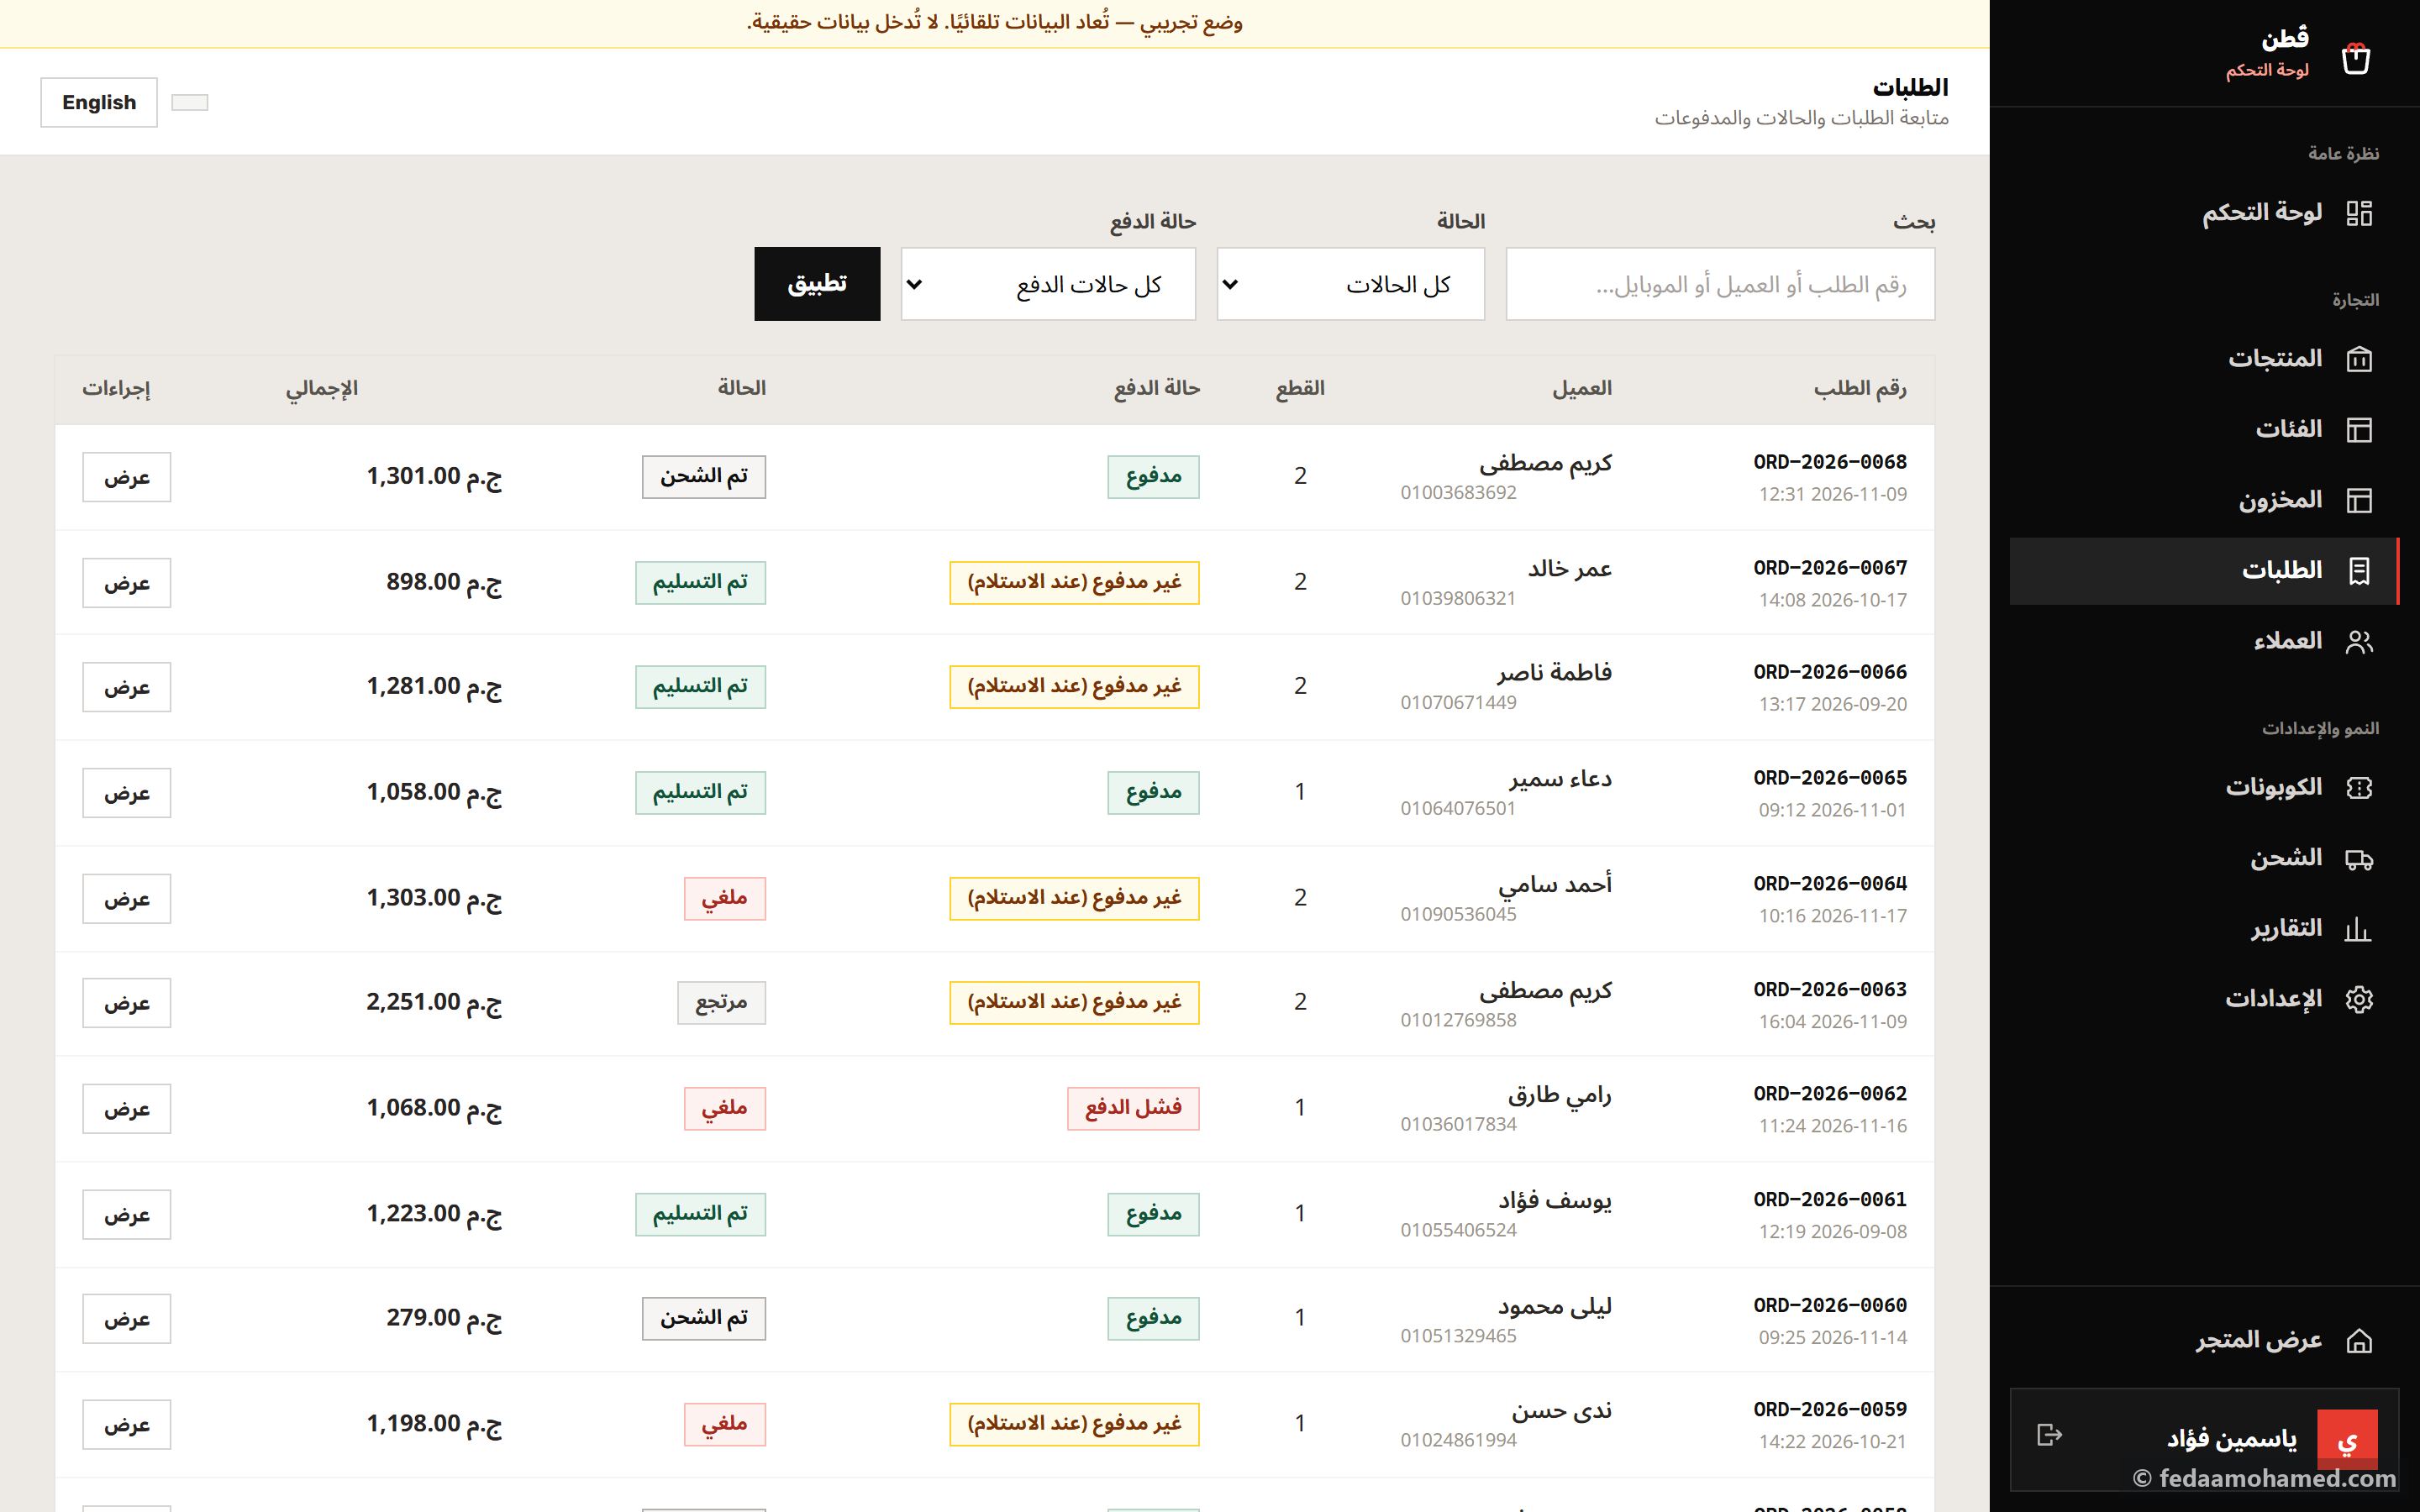 وضع تجريبي — تُعاد البيانات تلقائيًا. لا تُدخل بيانات حقيقية.
قُطن
لوحة التحكم
نظرة عامة
لوحة التحكم
التجارة
المنتجات
الفئات
المخزون
الطلبات
العملاء
النمو والإعدادات
الكوبونات
الشحن
التقارير
الإعدادات
عرض المتجر
ي ياسمين فؤاد
© fedaamohamed.com
الطلبات
متابعة الطلبات والحالات والمدفوعات
English
بحث الحالة حالة الدفع
رقم الطلب أو العميل أو الموبايل... كل الحالات كل حالات الدفع تطبيق
رقم الطلب العميل القطع حالة الدفع الحالة الإجمالي إجراءات
ORD-2026-0068 كريم مصطفى 2 مدفوع تم الشحن ج.م 1,301.00 عرض
2026-11-09 12:31 01003683692
ORD-2026-0067 عمر خالد 2 غير مدفوع (عند الاستلام) تم التسليم ج.م 898.00 عرض
2026-10-17 14:08 01039806321
ORD-2026-0066 فاطمة ناصر 2 غير مدفوع (عند الاستلام) تم التسليم ج.م 1,281.00 عرض
2026-09-20 13:17 01070671449
ORD-2026-0065 دعاء سمير 1 مدفوع تم التسليم ج.م 1,058.00 عرض
2026-11-01 09:12 01064076501
ORD-2026-0064 أحمد سامي 2 غير مدفوع (عند الاستلام) ملغي ج.م 1,303.00 عرض
2026-11-17 10:16 01090536045
ORD-2026-0063 كريم مصطفى 2 غير مدفوع (عند الاستلام) مرتجع ج.م 2,251.00 عرض
2026-11-09 16:04 01012769858
ORD-2026-0062 رامي طارق 1 فشل الدفع ملغي ج.م 1,068.00 عرض
2026-11-16 11:24 01036017834
ORD-2026-0061 يوسف فؤاد 1 مدفوع تم التسليم ج.م 1,223.00 عرض
2026-09-08 12:19 01055406524
ORD-2026-0060 ليلى محمود 1 مدفوع تم الشحن ج.م 279.00 عرض
2026-11-14 09:25 01051329465
ORD-2026-0059 ندى حسن 1 غير مدفوع (عند الاستلام) ملغي ج.م 1,198.00 عرض
2026-10-21 14:22 01024861994